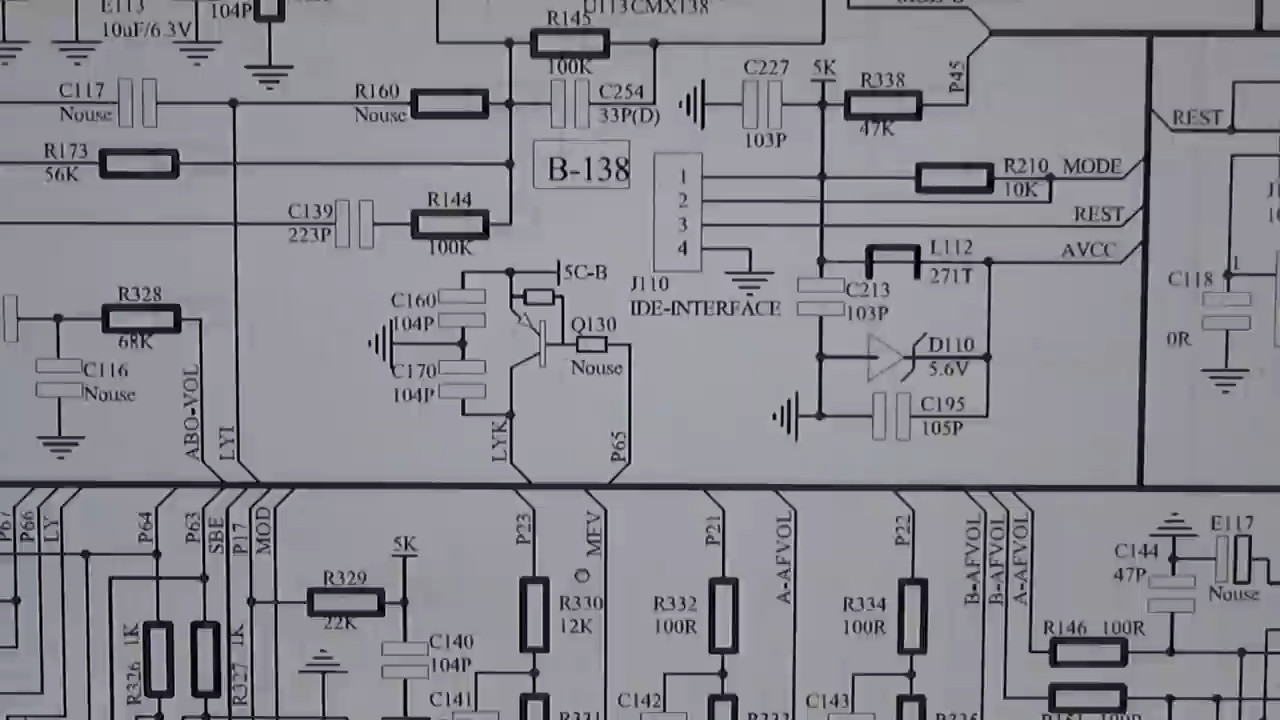 E113
10uF/6.3V
104P
R145
U113CMX138
100K
C117
Nouse
R160
Nouse
C254
33P(D)
C227
103P
5K
R338
47K
P45
REST
R173
56K
B-138
1
2
3
4
R210
10K
MODE
REST
AVCC
C139
223P
R144
100K
J110
IDE-INTERFACE
L112
271T
C118
0R
1
5C-B
C160
104P
C213
103P
R328
68K
Q130
Nouse
D110
5.6V
C116
Nouse
C170
104P
C195
105P
ABO-VOL
LYI
LYK
P65
P67
P66
LY
P64
P63
SBE
P17
MOD
P23
MFV
P21
A-AFVOL
P22
B-AFVOL
B-AFVOL
A-AFVOL
E117
Nouse
C144
47P
5K
R329
22K
R330
12K
R332
100R
R334
100R
R146 100R
R326 1K
R327 1K
C140
104P
C141
C142
C143
R331